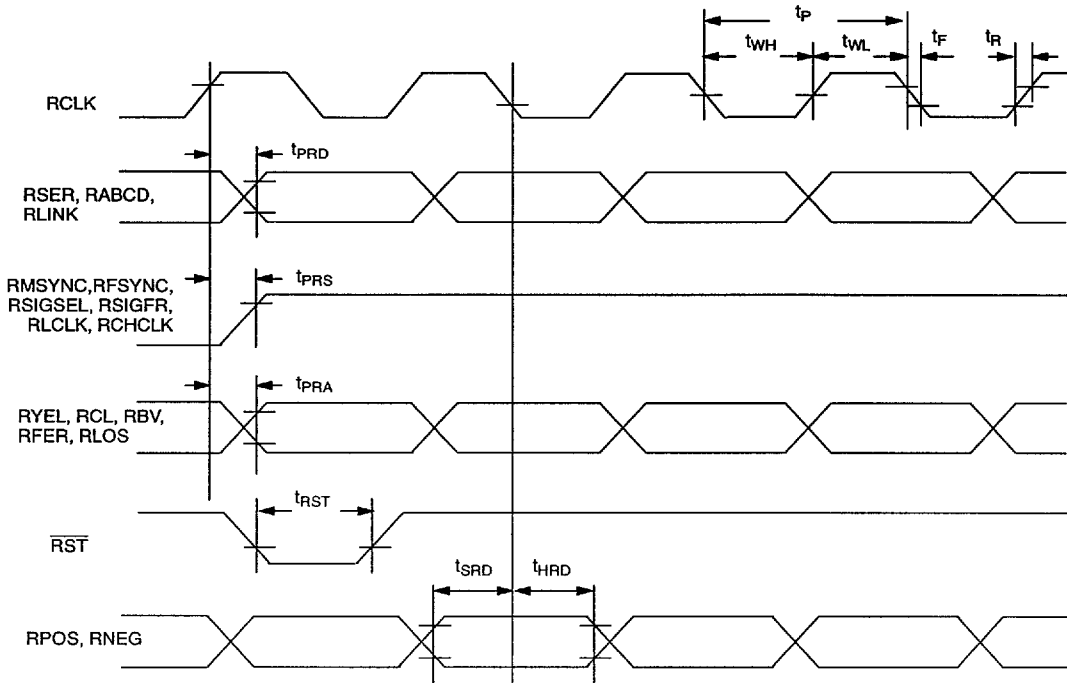 tP
tWH tWL tF tR
RCLK
tPRD
RSER, RABCD,
RLINK
RMSYNC,RFSYNC,
RSIGSEL, RSIGFR,
RLCLK, RCHCLK
tPRS
tPRA
RYEL, RCL, RBV,
RFER, RLOS
tRST
RST
tSRD tHRD
RPOS, RNEG